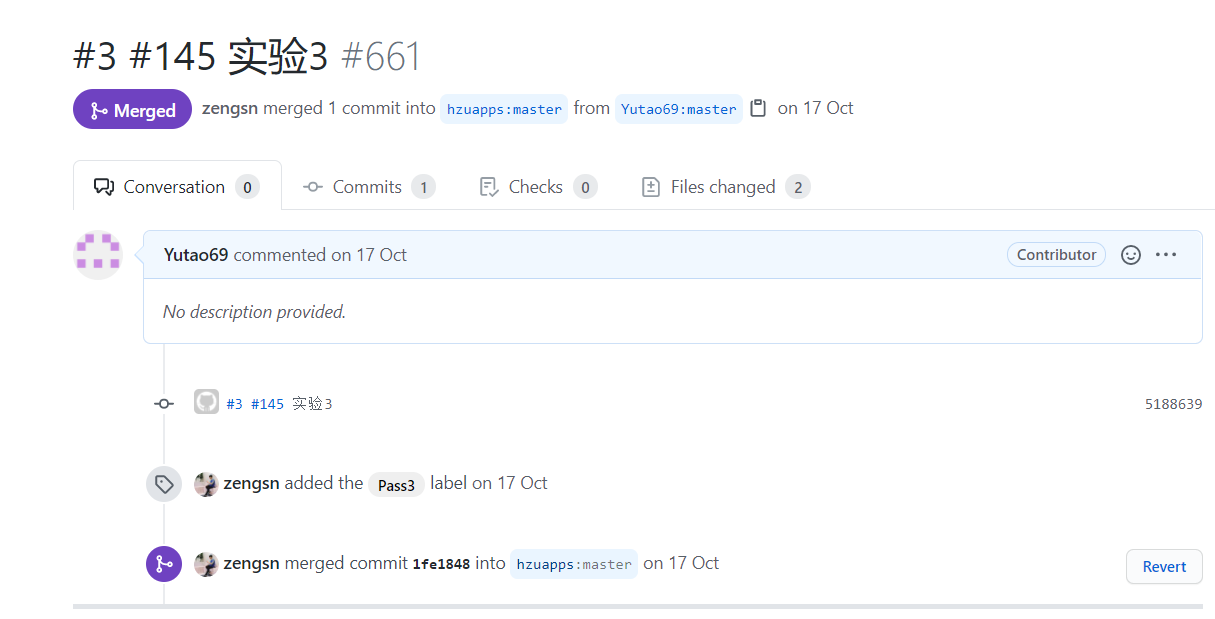 #3 #145 实验3 #661
Merged zengsn merged 1 commit into hzuapps:master from Yutao69:master on 17 Oct
Conversation 0 Commits 1 Checks 0 Files changed 2
Yutao69 commented on 17 Oct Contributor
No description provided.
#3 #145 实验3 5188639
zengsn added the Pass3 label on 17 Oct
zengsn merged commit 1fe1848 into hzuapps:master on 17 Oct
Revert